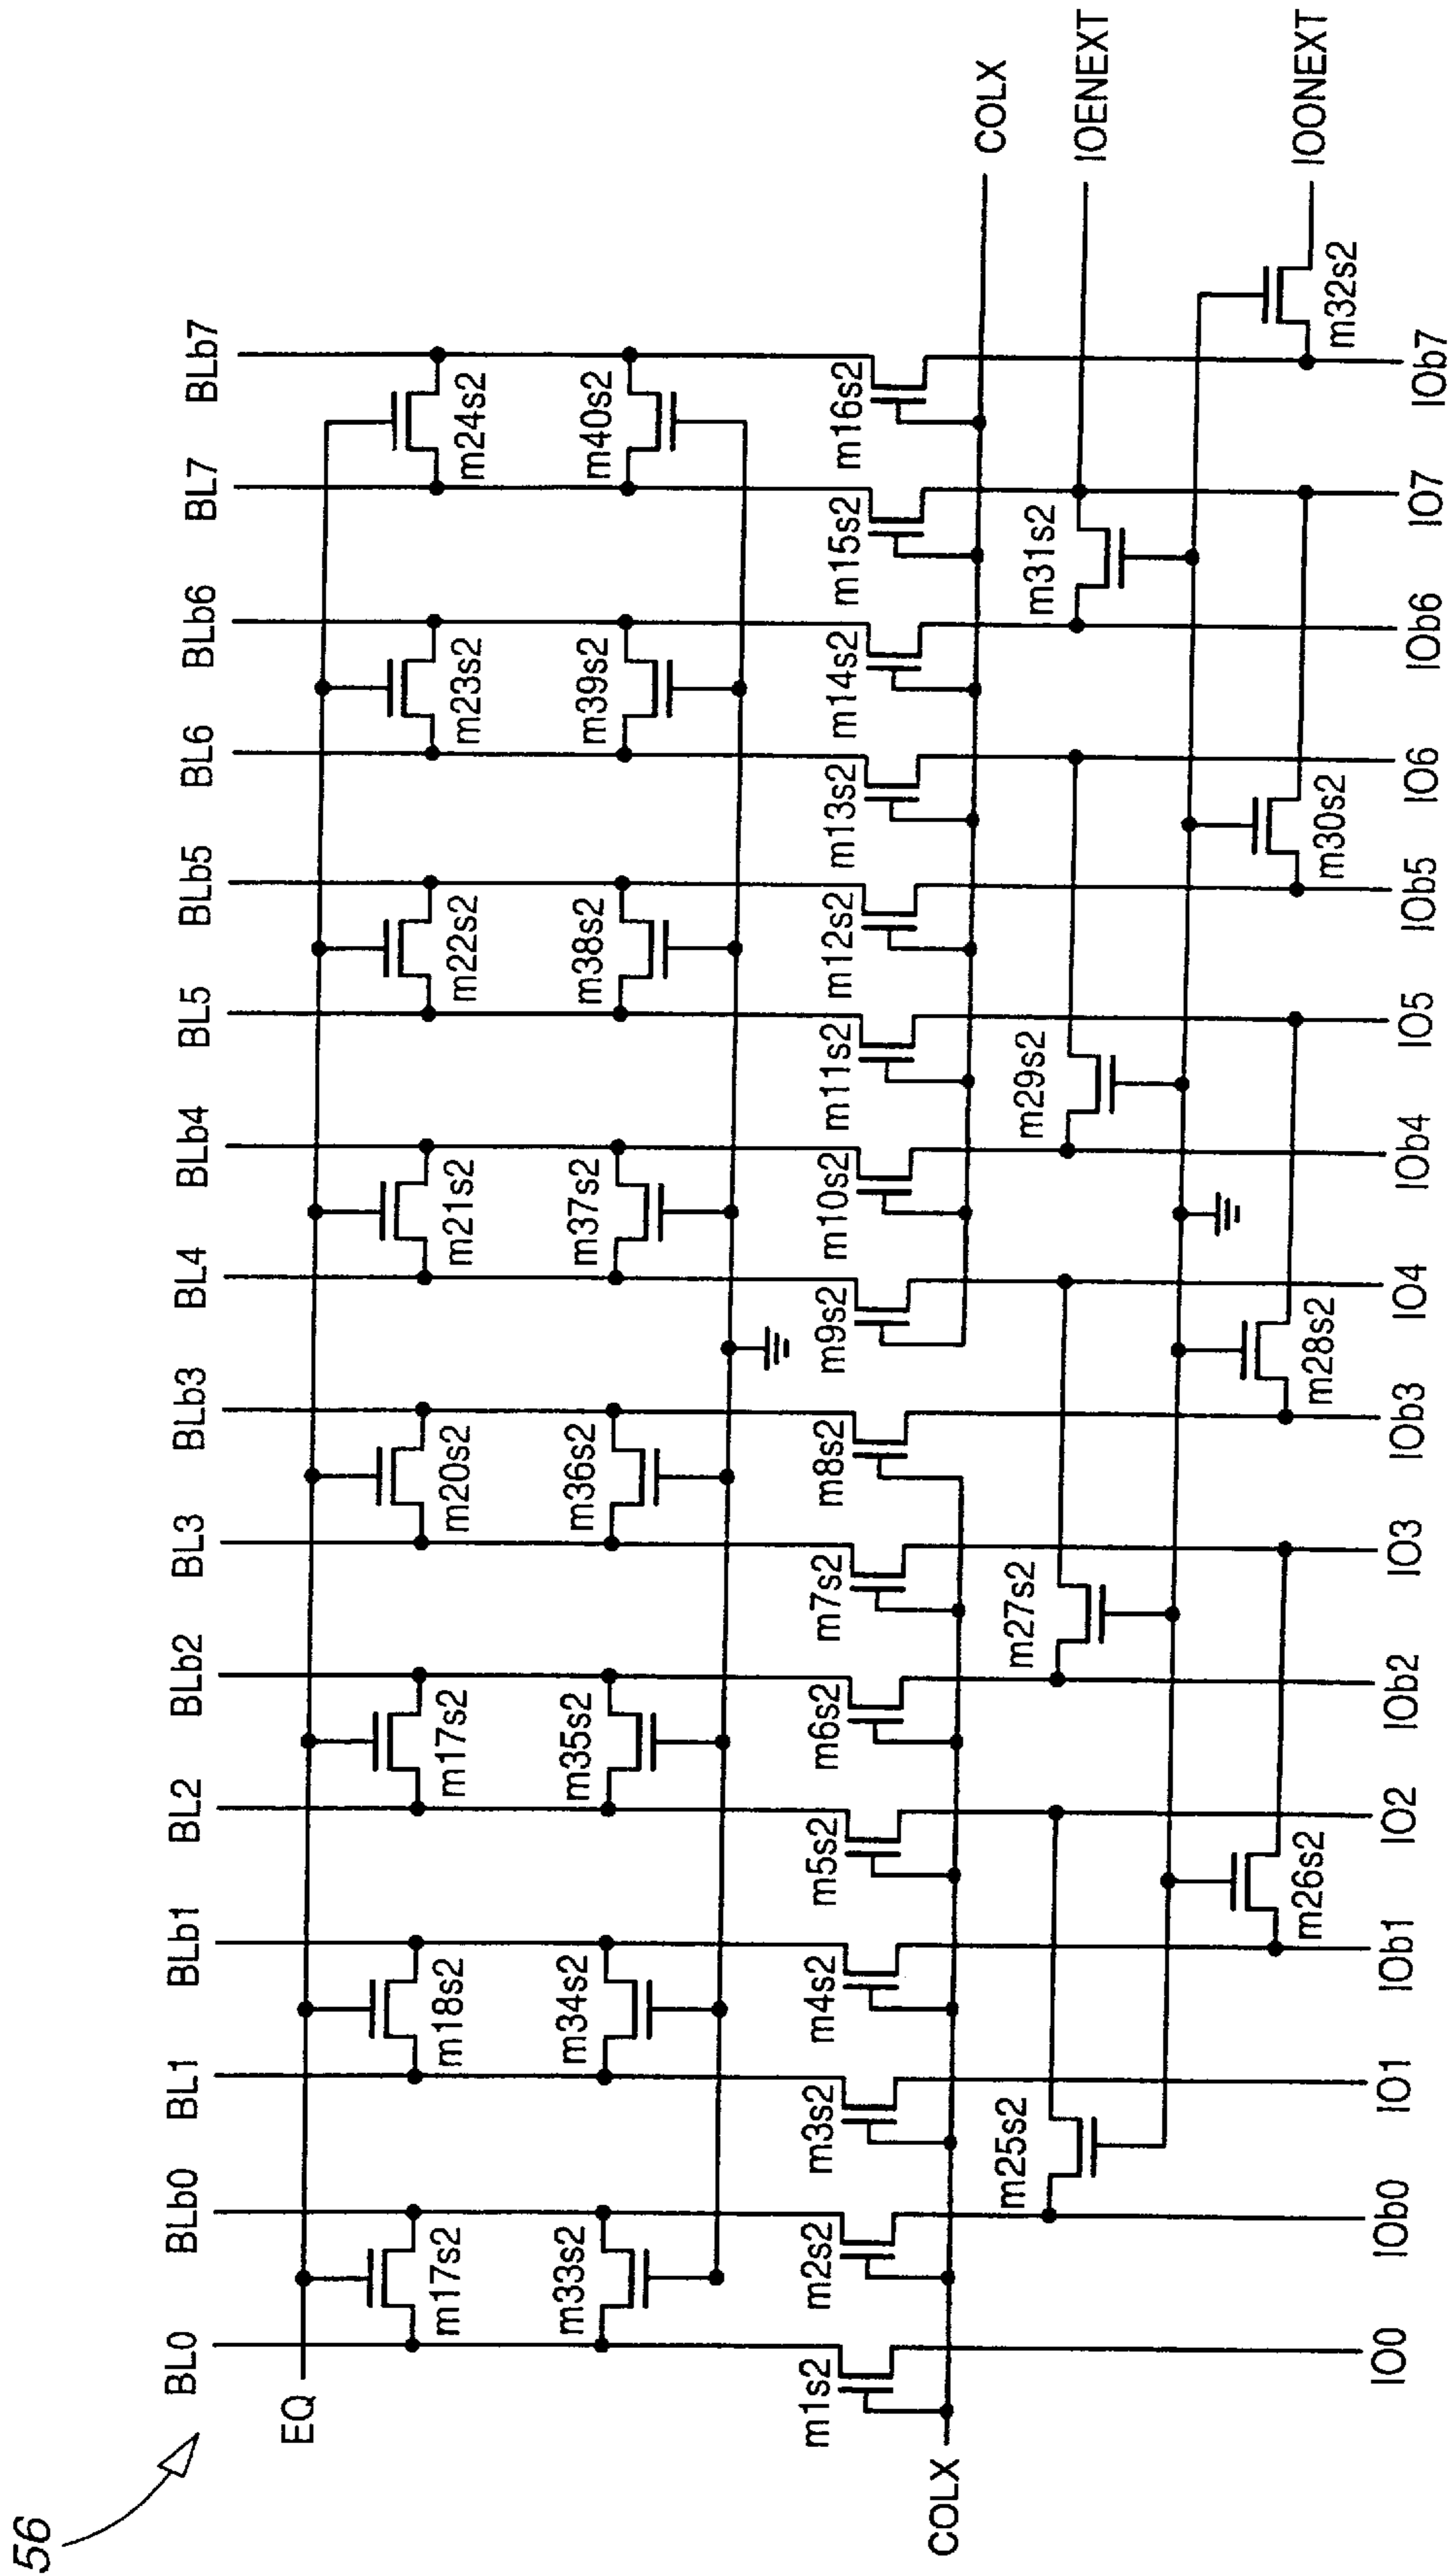 56
BL0 BLb0 BL1 BLb1 BL2 BLb2 BL3 BLb3 BL4 BLb4 BL5 BLb5 BL6 BLb6 BL7 BLb7
EQ
m17s2 m18s2 m17s2 m20s2 m21s2 m22s2 m23s2 m24s2
m33s2 m34s2 m35s2 m36s2 m37s2 m38s2 m39s2 m40s2
m1s2 m2s2 m3s2 m4s2 m5s2 m6s2 m7s2 m8s2 m9s2 m10s2 m11s2 m12s2 m13s2 m14s2 m15s2 m16s2
COLX COLX
m25s2 m27s2 m29s2 m31s2 IOENEXT
m26s2 m28s2 m30s2 m32s2 IOONEXT
IO0 IOb0 IO1 IOb1 IO2 IOb2 IO3 IOb3 IO4 IOb4 IO5 IOb5 IO6 IOb6 IO7 IOb7